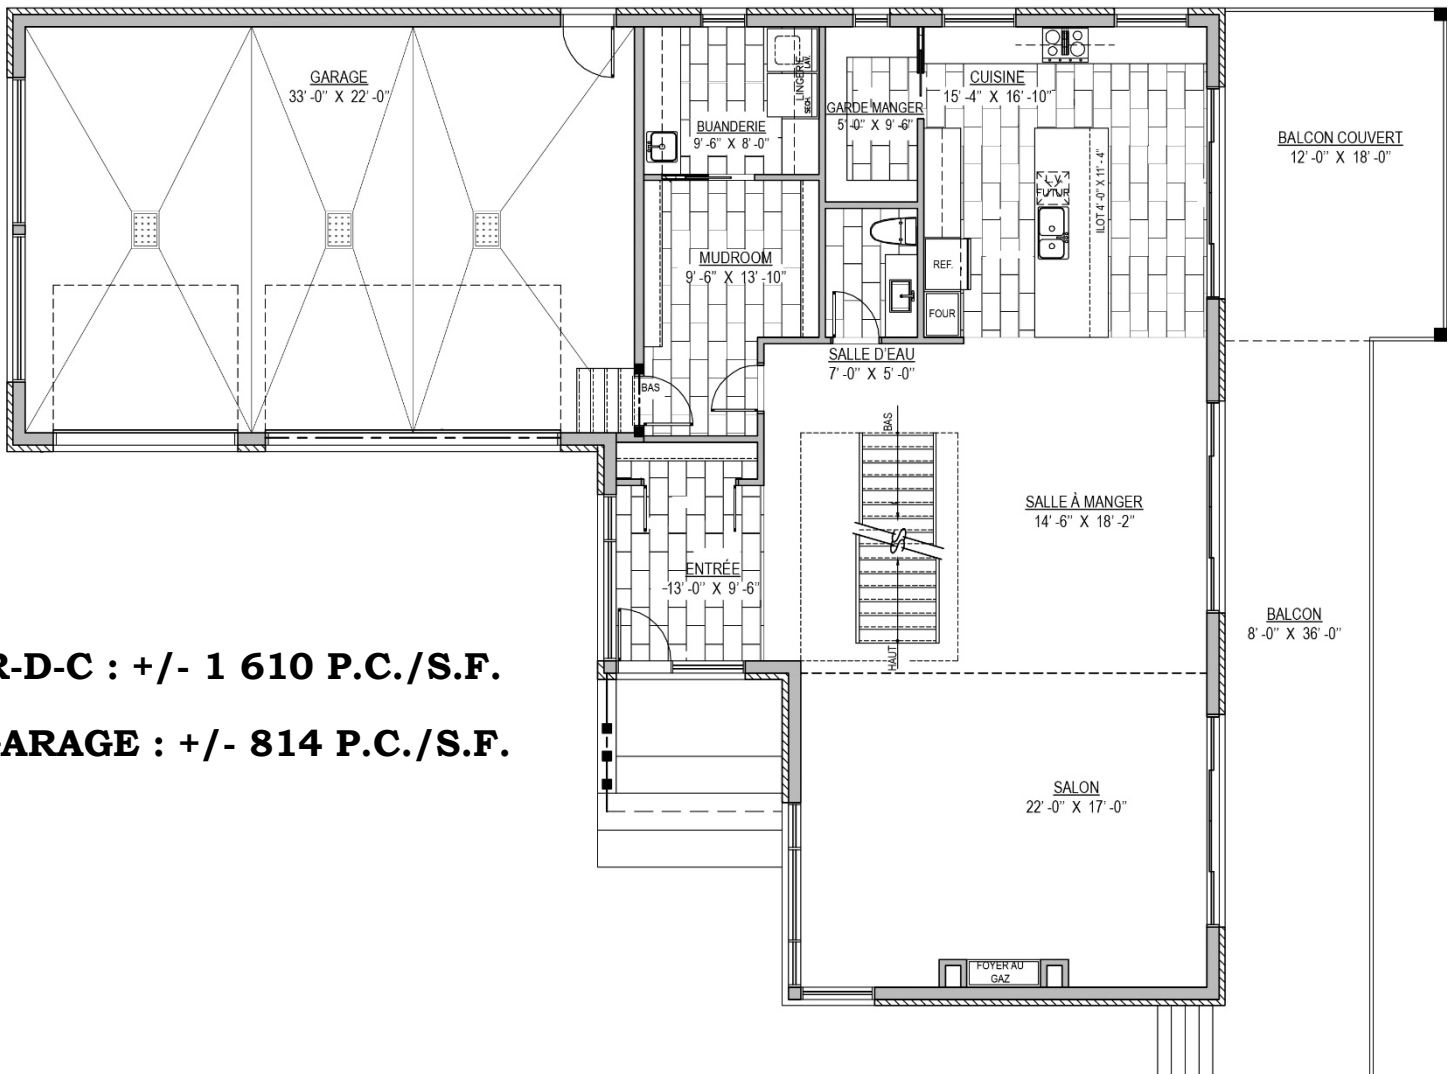 GARAGE
33'-0" X 22'-0"
BUANDERIE
9'-6" X 8'-0"
LINGERIE
LAV.
SÉCH.
GARDE MANGER
5'-0" X 9'-6"
CUISINE
15'-4" X 16'-10"
BALCON COUVERT
12'-0" X 18'-0"
L.V.
FUTUR
ILOT 4'-0" X 11'-4"
MUDROOM
9'-6" X 13'-10"
REF.
FOUR
SALLE D'EAU
7'-0" X 5'-0"
BAS
BAS
SALLE À MANGER
14'-6" X 18'-2"
ENTRÉE
13'-0" X 9'-6"
HAUT
BALCON
8'-0" X 36'-0"
R-D-C : +/- 1 610 P.C./S.F.
GARAGE : +/- 814 P.C./S.F.
SALON
22'-0" X 17'-0"
FOYER AU
GAZ